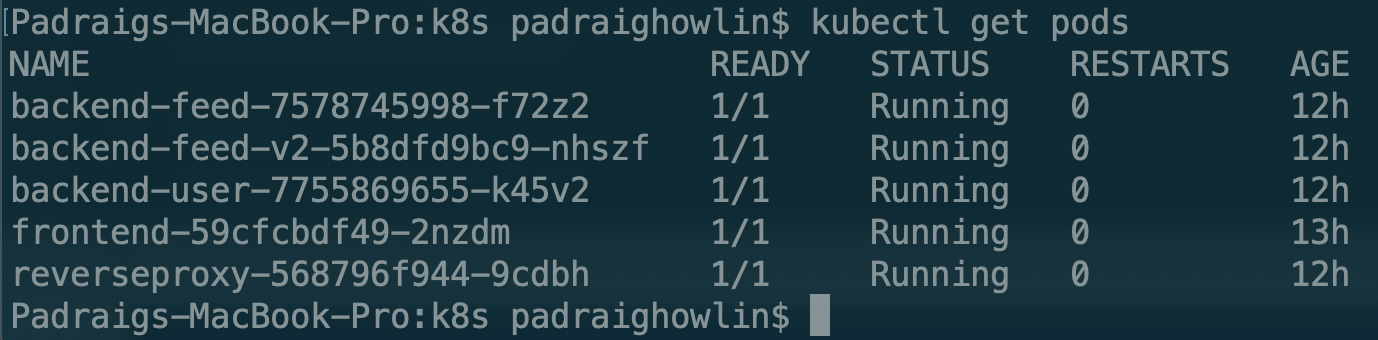 [Padraigs-MacBook-Pro:k8s padraighowlin$ kubectl get pods
NAME READY STATUS RESTARTS AGE
backend-feed-7578745998-f72z2 1/1 Running 0 12h
backend-feed-v2-5b8dfd9bc9-nhszf 1/1 Running 0 12h
backend-user-7755869655-k45v2 1/1 Running 0 12h
frontend-59cfcbdf49-2nzdm 1/1 Running 0 13h
reverseproxy-568796f944-9cdbh 1/1 Running 0 12h
Padraigs-MacBook-Pro:k8s padraighowlin$